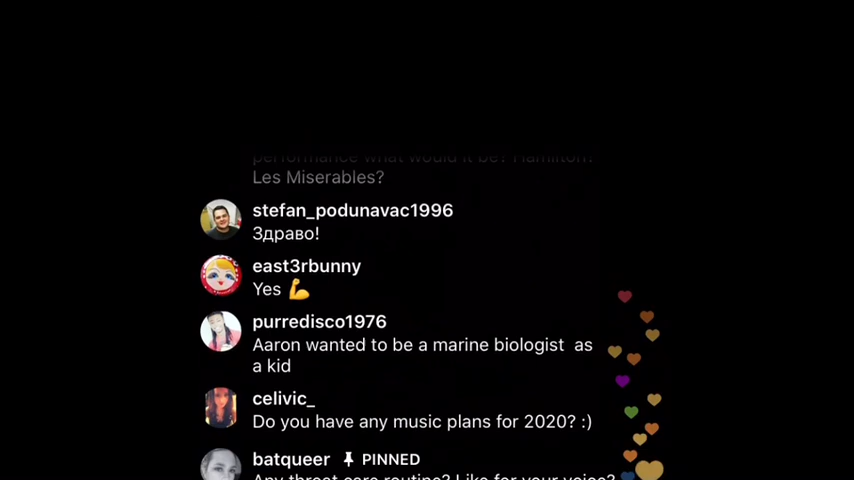 performance what would it be? Hamilton?
Les Miserables?
stefan_podunavac1996
Здраво!
east3rbunny
Yes 💪
purredisco1976
Aaron wanted to be a marine biologist as
a kid
celivic_
Do you have any music plans for 2020? :)
batqueer PINNED
Any throat care routine? Like for your voice?